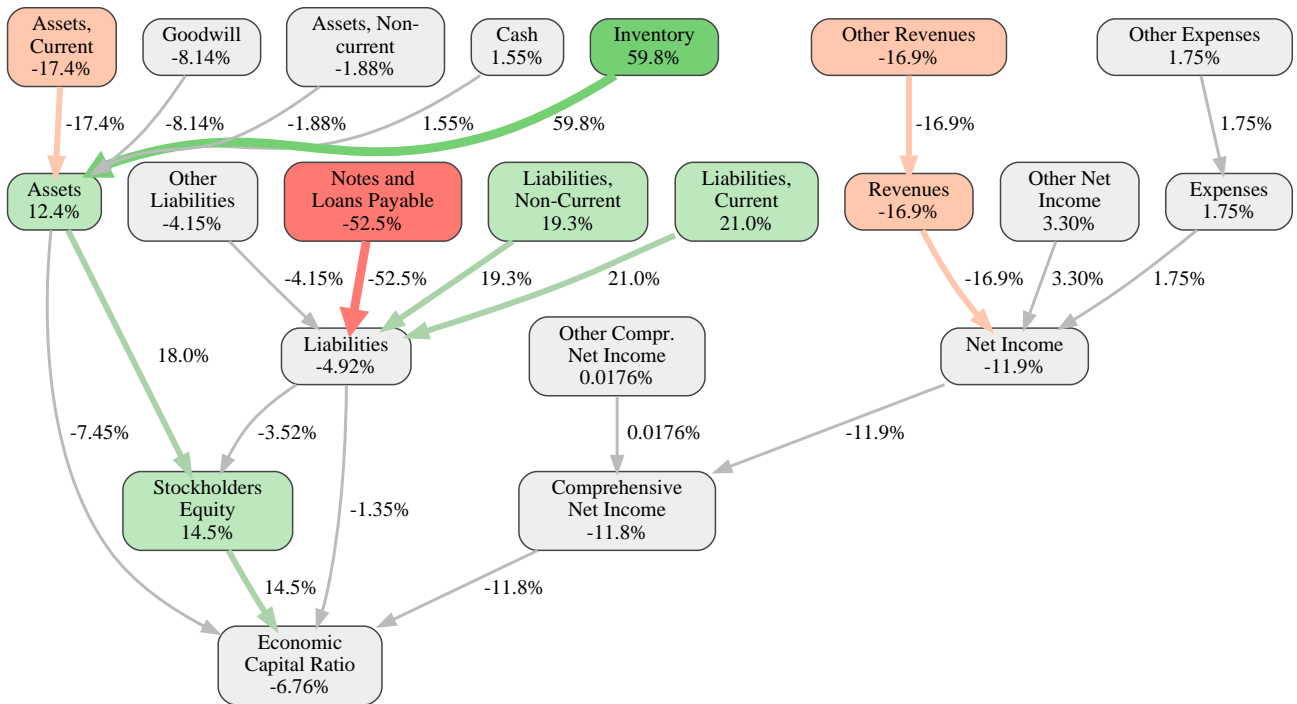 Assets,
Current
-17.4%
Goodwill
-8.14%
Assets, Non-
current
-1.88%
Cash
1.55%
Inventory
59.8%
Other Revenues
-16.9%
Other Expenses
1.75%
-17.4%
-8.14%
-1.88%
1.55%
59.8%
-16.9%
1.75%
Assets
12.4%
Other
Liabilities
-4.15%
Notes and
Loans Payable
-52.5%
Liabilities,
Non-Current
19.3%
Liabilities,
Current
21.0%
Revenues
-16.9%
Other Net
Income
3.30%
Expenses
1.75%
-4.15%
-52.5%
19.3%
21.0%
-16.9%
3.30%
1.75%
18.0%
Liabilities
-4.92%
Other Compr.
Net Income
0.0176%
Net Income
-11.9%
-7.45%
-3.52%
0.0176%
-11.9%
Stockholders
Equity
14.5%
-1.35%
Comprehensive
Net Income
-11.8%
14.5%
-11.8%
Economic
Capital Ratio
-6.76%